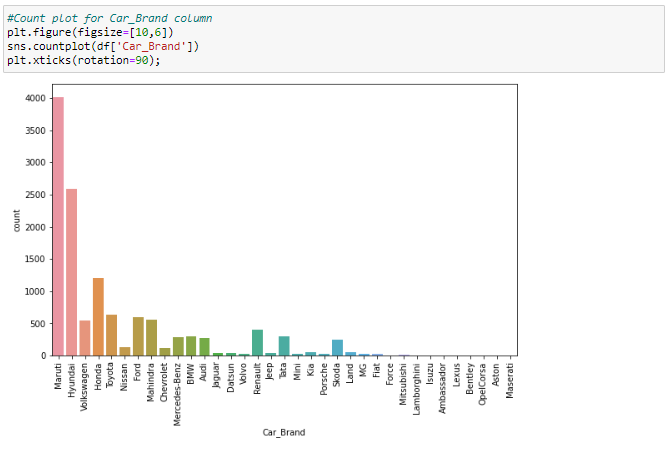 #Count plot for Car_Brand column
plt.figure(figsize=[10,6])
sns.countplot(df['Car_Brand'])
plt.xticks(rotation=90);
4000
3500
3000
2500
2000
1500
1000
500
0
count
Maruti
Hyundai
Volkswagen
Honda
Toyota
Nissan
Ford
Mahindra
Chevrolet
Mercedes-Benz
BMW
Audi
Jaguar
Datsun
Volvo
Renault
Jeep
Tata
Mini
Kia
Porsche
Skoda
Land
MG
Fiat
Force
Mitsubishi
Lamborghini
Isuzu
Ambassador
Lexus
Bentley
OpelCorsa
Aston
Maserati
Car_Brand